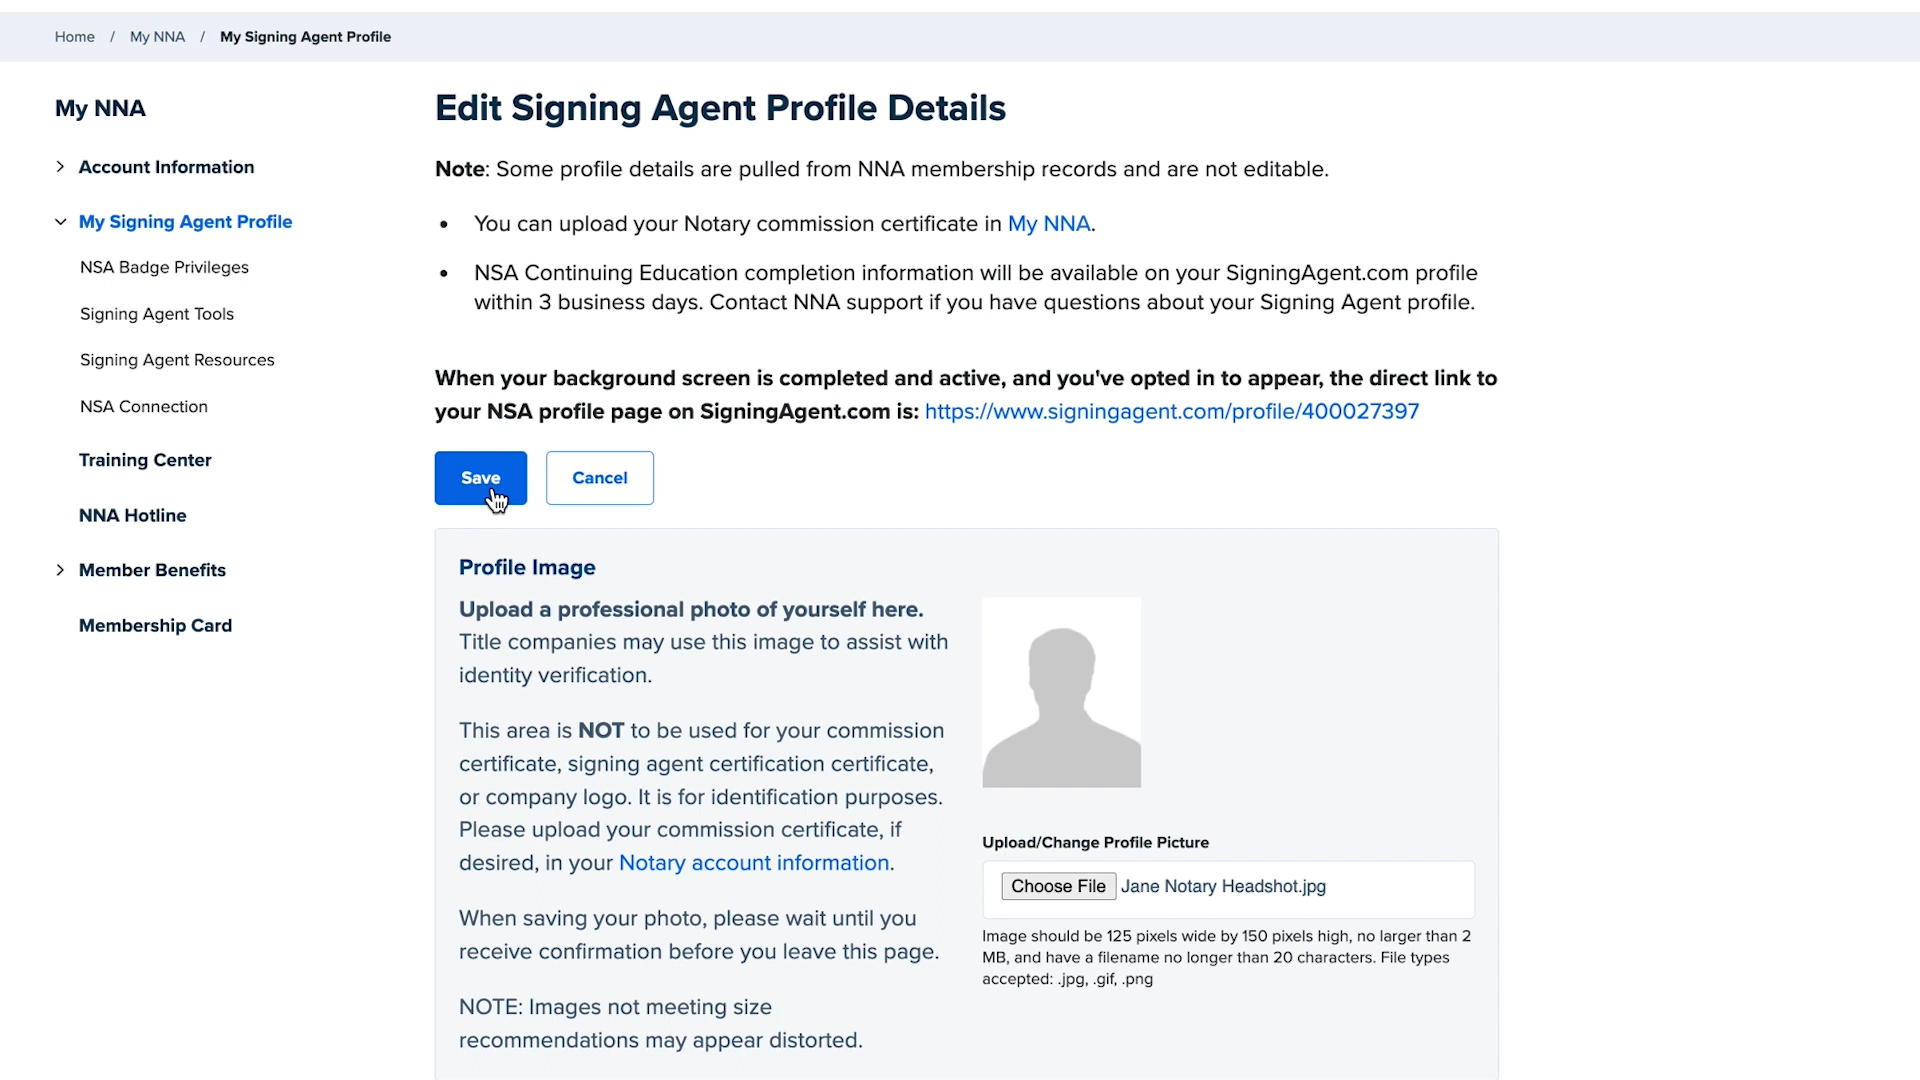 Home / My NNA / My Signing Agent Profile
My NNA
Account Information
My Signing Agent Profile
NSA Badge Privileges
Signing Agent Tools
Signing Agent Resources
NSA Connection
Training Center
NNA Hotline
Member Benefits
Membership Card
Edit Signing Agent Profile Details
Note: Some profile details are pulled from NNA membership records and are not editable.
• You can upload your Notary commission certificate in My NNA.
• NSA Continuing Education completion information will be available on your SigningAgent.com profile
within 3 business days. Contact NNA support if you have questions about your Signing Agent profile.
When your background screen is completed and active, and you've opted in to appear, the direct link to
your NSA profile page on SigningAgent.com is: https://www.signingagent.com/profile/400027397
Save Cancel
Profile Image
Upload a professional photo of yourself here.
Title companies may use this image to assist with
identity verification.
This area is NOT to be used for your commission
certificate, signing agent certification certificate,
or company logo. It is for identification purposes.
Please upload your commission certificate, if
desired, in your Notary account information.
When saving your photo, please wait until you
receive confirmation before you leave this page.
NOTE: Images not meeting size
recommendations may appear distorted.
Upload/Change Profile Picture
Choose File Jane Notary Headshot.jpg
Image should be 125 pixels wide by 150 pixels high, no larger than 2
MB, and have a filename no longer than 20 characters. File types
accepted: .jpg, .gif, .png